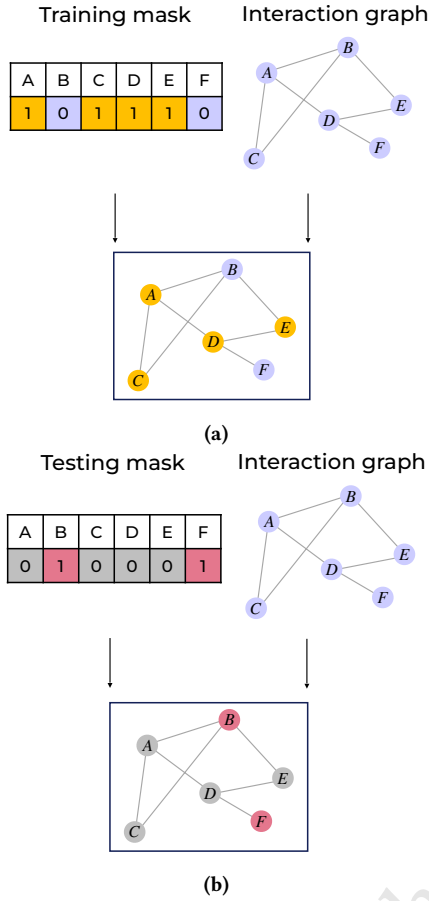 Training mask
Interaction graph
A B C D E F
1 0 1 1 1 0
B
A
E
D
F
C
B
A
E
D
F
C
(a)
Testing mask
Interaction graph
A B C D E F
0 1 0 0 0 1
B
A
E
D
F
C
B
A
E
D
F
C
(b)